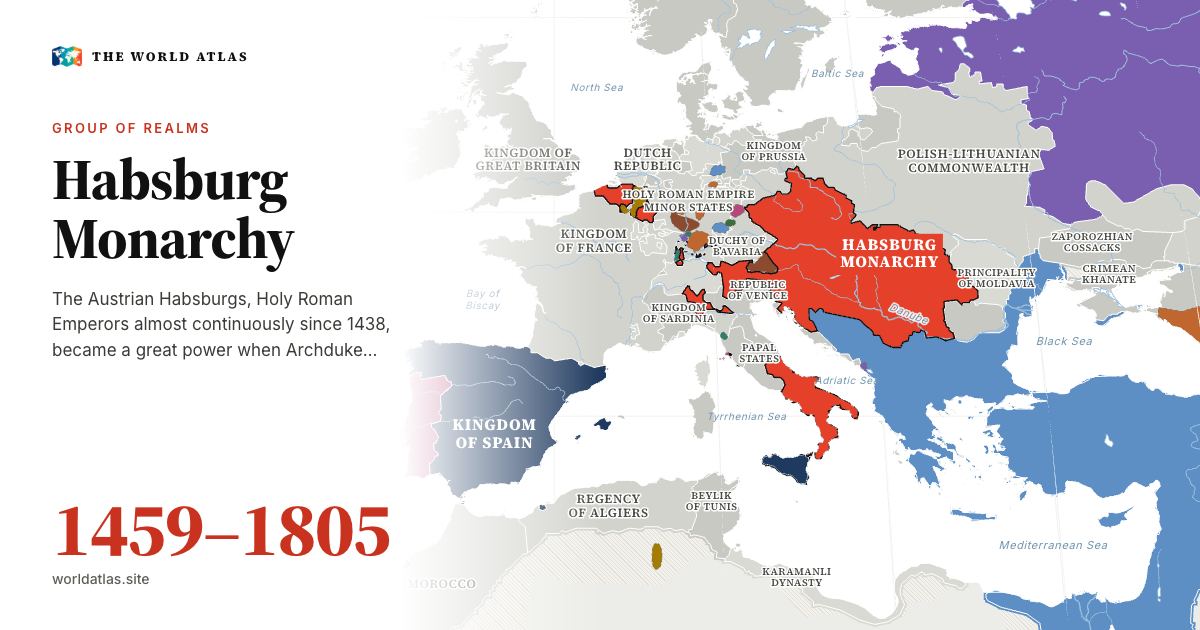 THE WORLD ATLAS
GROUP OF REALMS
Habsburg
Monarchy
The Austrian Habsburgs, Holy Roman
Emperors almost continuously since 1438,
became a great power when Archduke...
1459–1805
worldatlas.site
North Sea
Baltic Sea
KINGDOM OF
GREAT BRITAIN
DUTCH
REPUBLIC
KINGDOM
OF PRUSSIA
POLISH-LITHUANIAN
COMMONWEALTH
HOLY ROMAN EMPIRE
MINOR STATES
KINGDOM
OF FRANCE
DUCHY OF
BAVARIA
HABSBURG
MONARCHY
ZAPOROZHIAN
COSSACKS
PRINCIPALITY
OF MOLDAVIA
CRIMEAN
KHANATE
REPUBLIC
OF VENICE
Bay of
Biscay
KINGDOM
OF SARDINIA
Danube
Black Sea
PAPAL
STATES
Adriatic Sea
Tyrrhenian Sea
KINGDOM
OF SPAIN
REGENCY
OF ALGIERS
BEYLIK
OF TUNIS
Mediterranean Sea
KARAMANLI
DYNASTY
MOROCCO